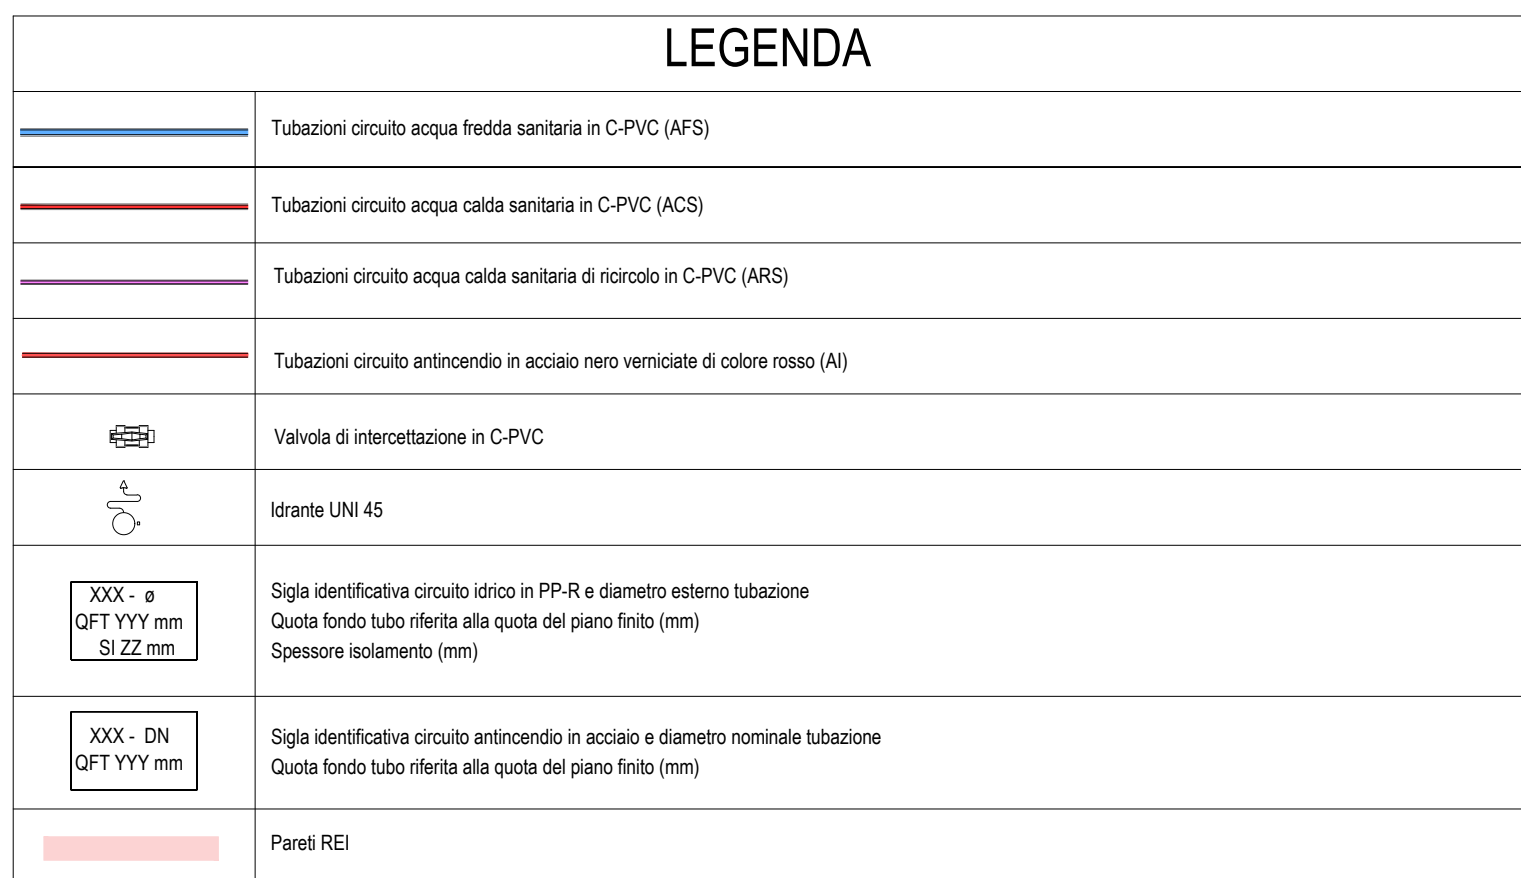 LEGENDA
Tubazioni circuito acqua fredda sanitaria in C-PVC (AFS)
Tubazioni circuito acqua calda sanitaria in C-PVC (ACS)
Tubazioni circuito acqua calda sanitaria di ricircolo in C-PVC (ARS)
Tubazioni circuito antincendio in acciaio nero verniciate di colore rosso (AI)
Valvola di intercettazione in C-PVC
Idrante UNI 45
XXX - ø
QFT YYY mm
SI ZZ mm
Sigla identificativa circuito idrico in PP-R e diametro esterno tubazione
Quota fondo tubo riferita alla quota del piano finito (mm)
Spessore isolamento (mm)
XXX - DN
QFT YYY mm
Sigla identificativa circuito antincendio in acciaio e diametro nominale tubazione
Quota fondo tubo riferita alla quota del piano finito (mm)
Pareti REI